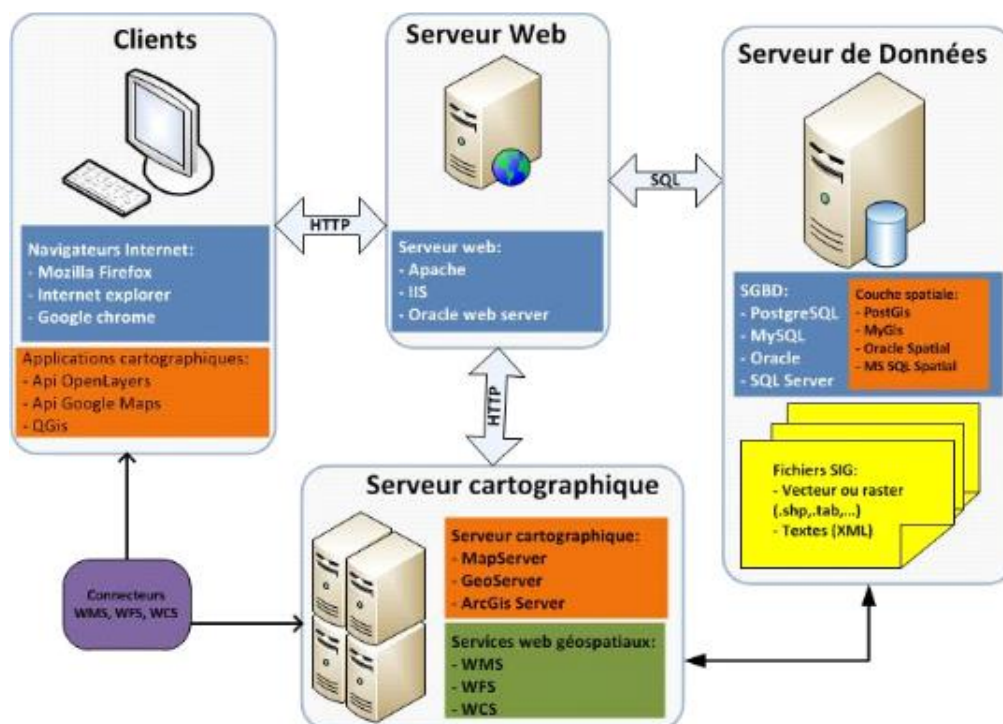 Clients
Navigateurs Internet:
- Mozilla Firefox
- Internet explorer
- Google chrome
Applications cartographiques:
- Api OpenLayers
- Api Google Maps
- QGis
HTTP
Serveur Web
Serveur web:
- Apache
- IIS
- Oracle web server
SQL
Serveur de Données
SGBD:
- PostgreSQL
- MySQL
- Oracle
- SQL Server
Couche spatiale:
- PostGis
- MyGis
- Oracle Spatial
- MS SQL Spatial
Fichiers SIG:
- Vecteur ou raster
(.shp,.tab,...)
- Textes (XML)
HTTP
Connecteurs
WMS, WFS, WCS
Serveur cartographique
Serveur cartographique:
- MapServer
- GeoServer
- ArcGis Server
Services web géospatiaux:
- WMS
- WFS
- WCS